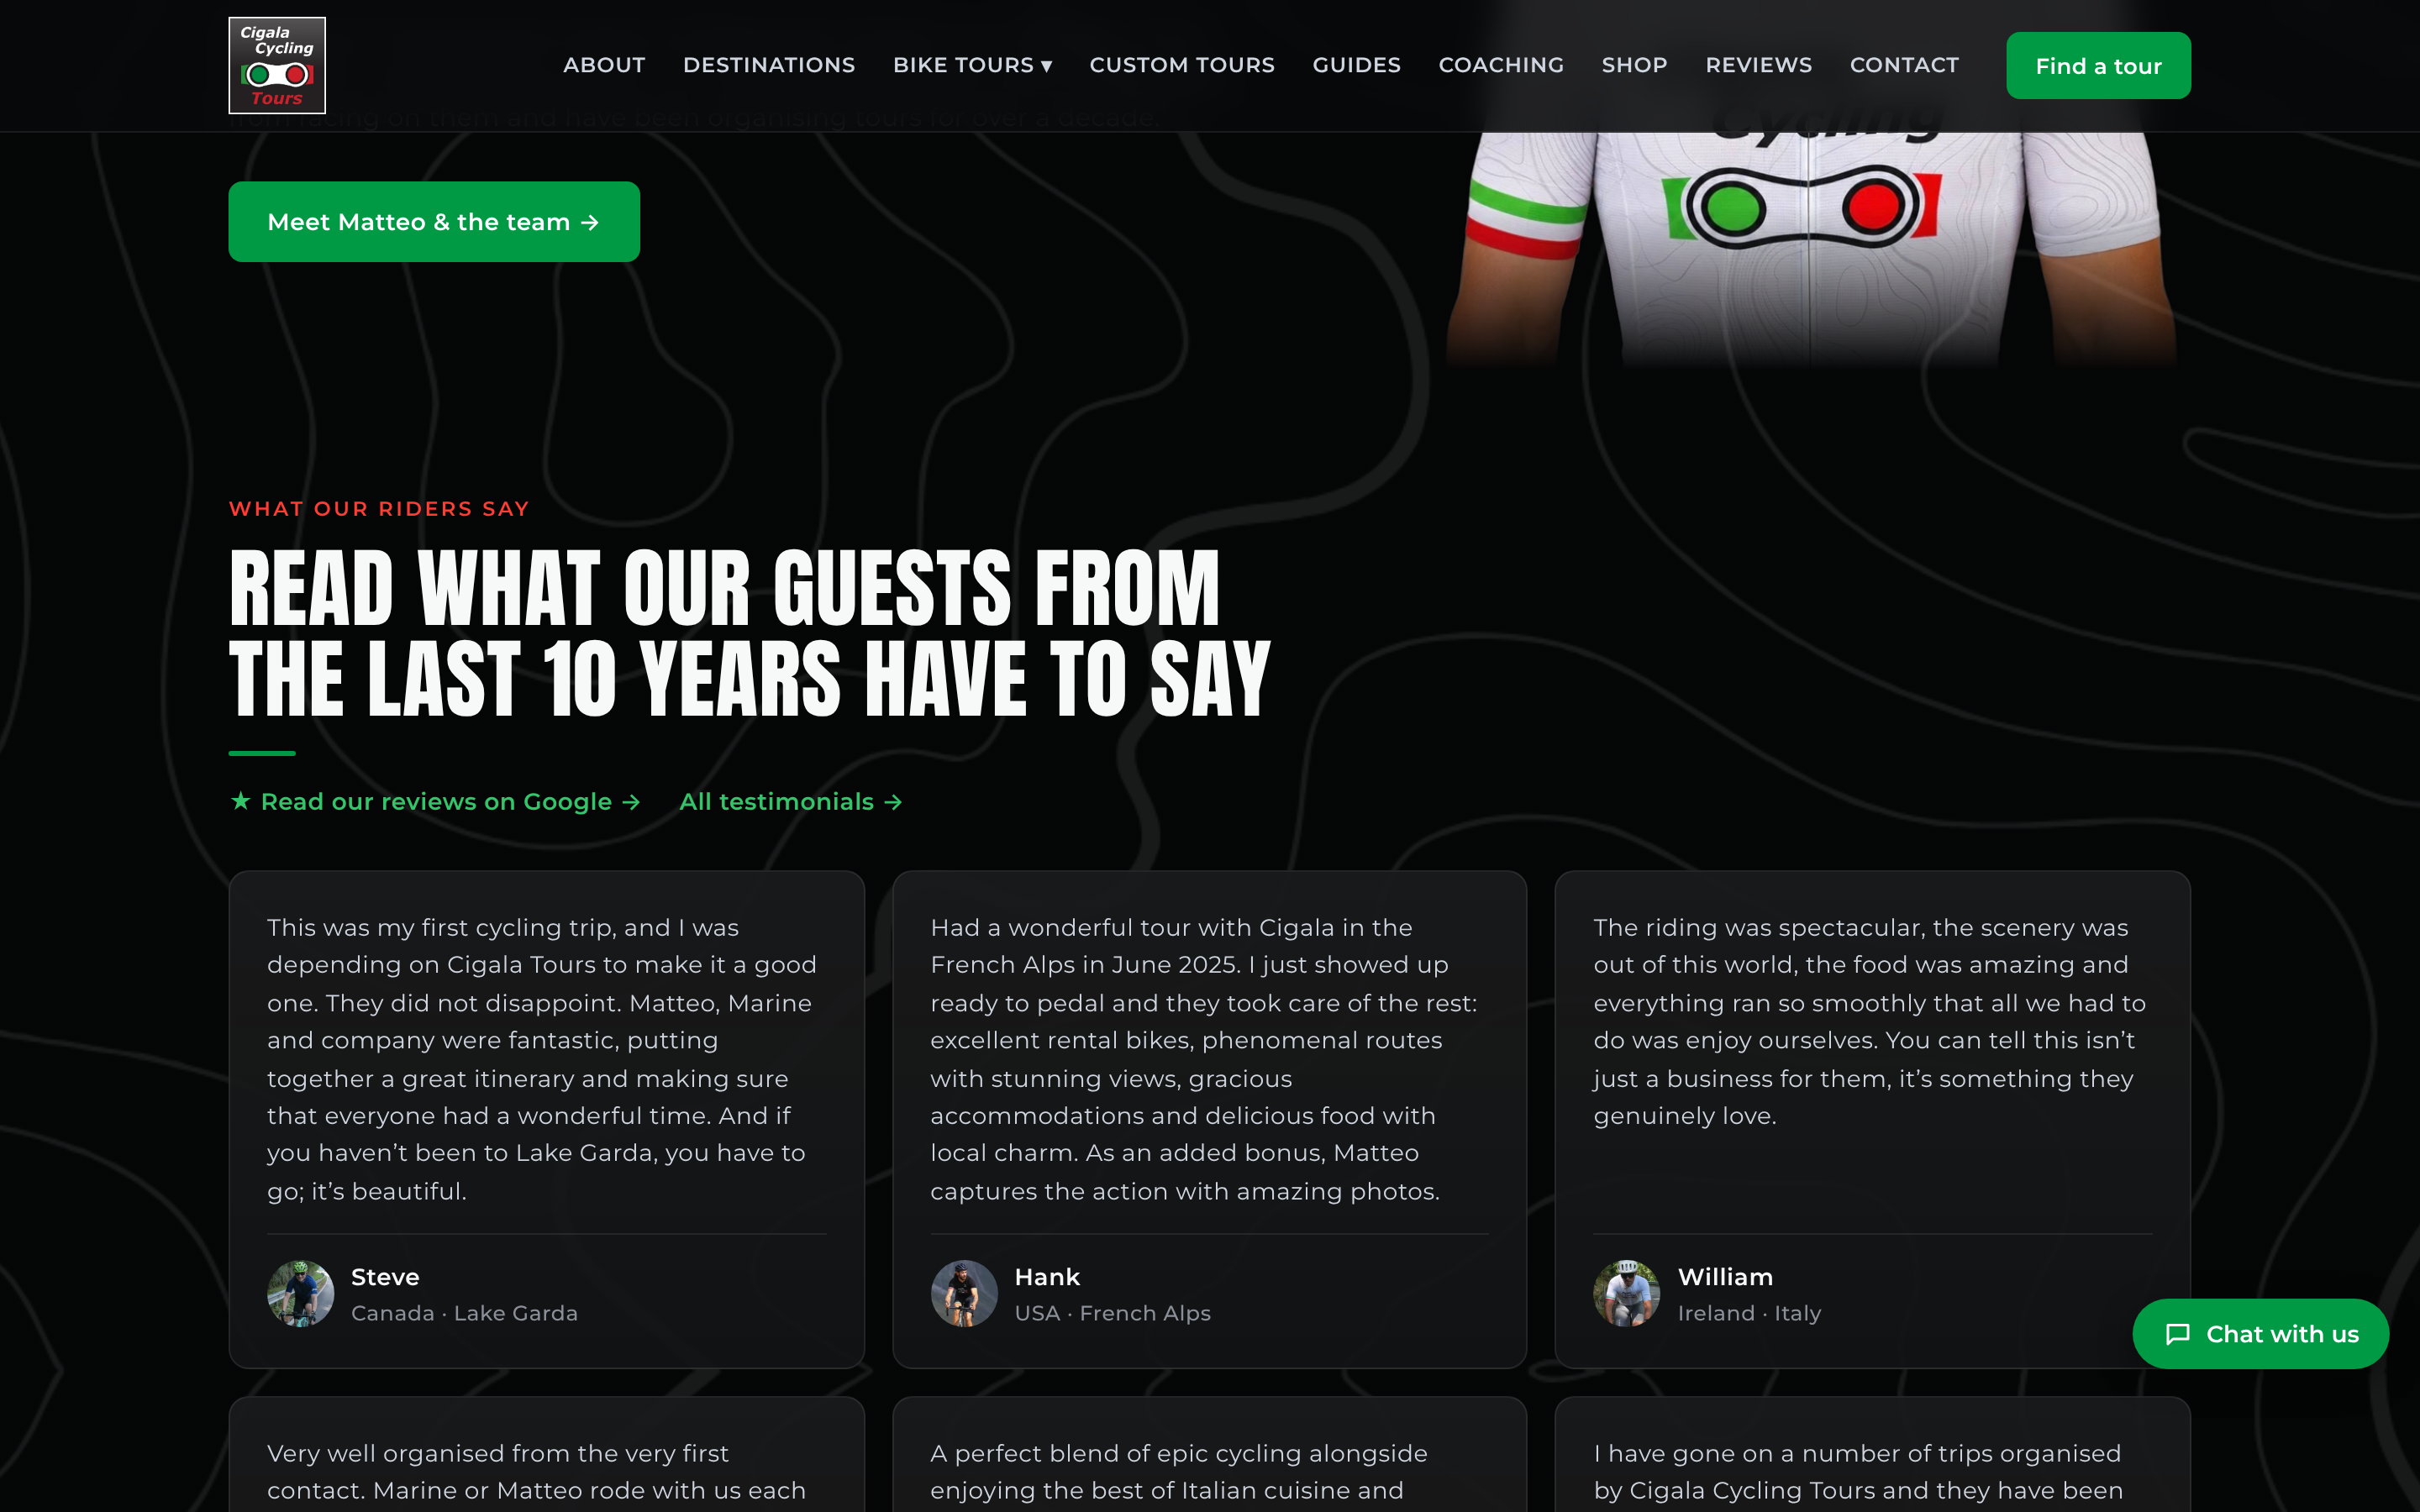 Cigala
Cycling
Tours
ABOUT
DESTINATIONS
BIKE TOURS ▾
CUSTOM TOURS
GUIDES
COACHING
SHOP
REVIEWS
CONTACT
Find a tour
from racing on them and have been organising tours for over a decade.
Cycling
Meet Matteo & the team →
WHAT OUR RIDERS SAY
READ WHAT OUR GUESTS FROM
THE LAST 10 YEARS HAVE TO SAY
★ Read our reviews on Google →
All testimonials →
This was my first cycling trip, and I was
depending on Cigala Tours to make it a good
one. They did not disappoint. Matteo, Marine
and company were fantastic, putting
together a great itinerary and making sure
that everyone had a wonderful time. And if
you haven’t been to Lake Garda, you have to
go; it’s beautiful.
Steve
Canada · Lake Garda
Had a wonderful tour with Cigala in the
French Alps in June 2025. I just showed up
ready to pedal and they took care of the rest:
excellent rental bikes, phenomenal routes
with stunning views, gracious
accommodations and delicious food with
local charm. As an added bonus, Matteo
captures the action with amazing photos.
Hank
USA · French Alps
The riding was spectacular, the scenery was
out of this world, the food was amazing and
everything ran so smoothly that all we had to
do was enjoy ourselves. You can tell this isn’t
just a business for them, it’s something they
genuinely love.
William
Ireland · Italy
Chat with us
Very well organised from the very first
contact. Marine or Matteo rode with us each
A perfect blend of epic cycling alongside
enjoying the best of Italian cuisine and
I have gone on a number of trips organised
by Cigala Cycling Tours and they have been